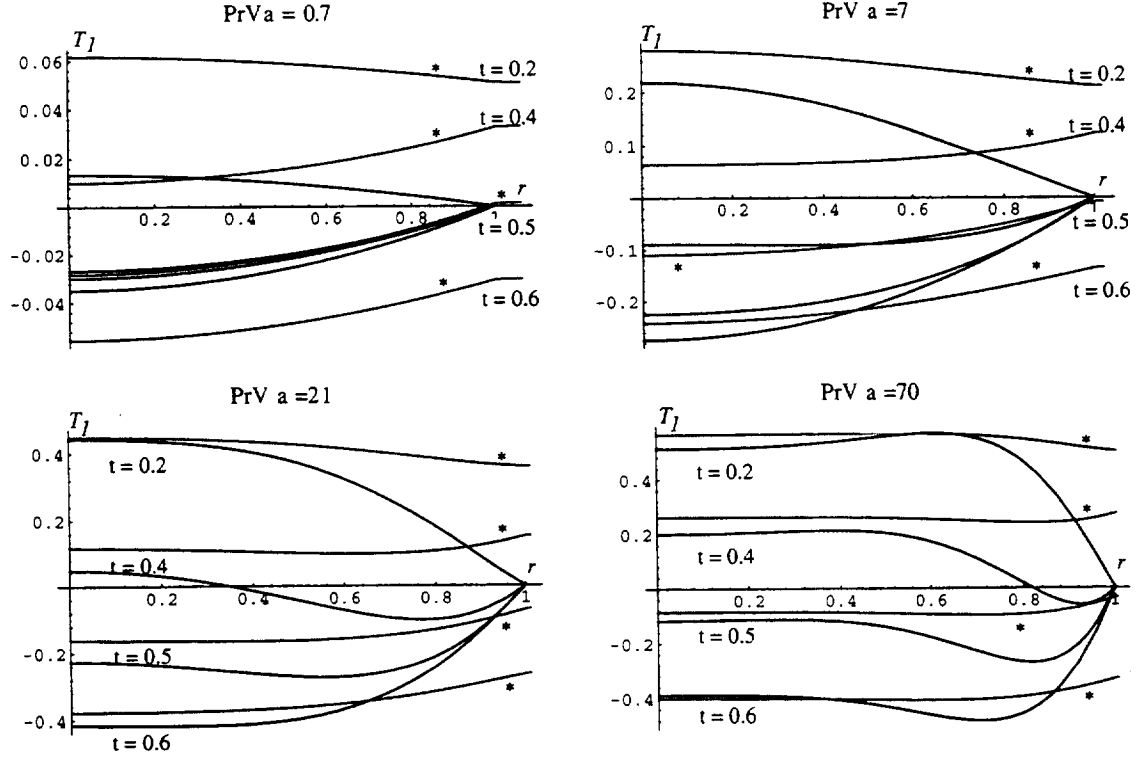 PrVa = 0.7
T1
0.06
0.04
0.02
-0.02
-0.04
0.2
0.4
0.6
0.8
1
r
*
t = 0.2
*
t = 0.4
*
t = 0.5
*
t = 0.6
PrV a =7
T1
0.2
0.1
-0.1
-0.2
0.2
0.4
0.6
0.8
1
r
*
t = 0.2
*
t = 0.4
t = 0.5
*
*
t = 0.6
PrV a =21
T1
0.4
0.2
-0.2
-0.4
0.2
0.4
0.6
0.8
1
r
*
t = 0.2
*
t = 0.4
*
t = 0.5
*
t = 0.6
PrV a =70
T1
0.4
0.2
-0.2
-0.4
0.2
0.4
0.6
0.8
1
r
*
t = 0.2
*
t = 0.4
*
t = 0.5
*
t = 0.6